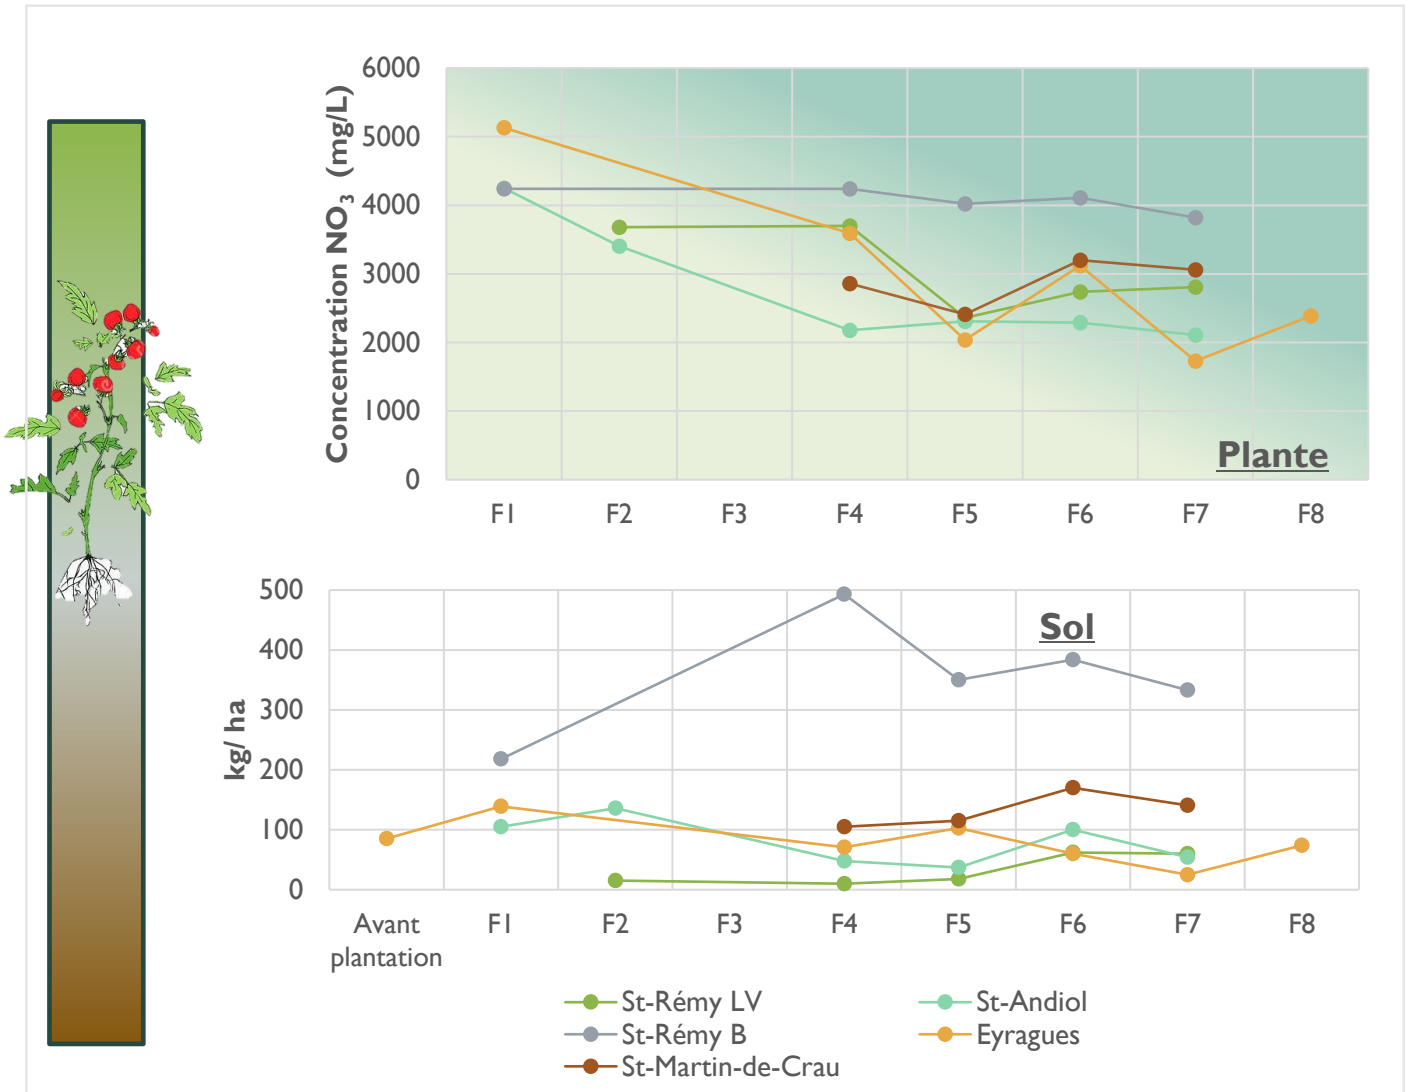 6000
5000
4000
3000
2000
1000
0
Concentration NO3 (mg/L)
Plante
F1 F2 F3 F4 F5 F6 F7 F8
500
400
300
200
100
0
kg/ ha
Sol
Avant plantation F1 F2 F3 F4 F5 F6 F7 F8
St-Rémy LV St-Andiol
St-Rémy B Eyragues
St-Martin-de-Crau